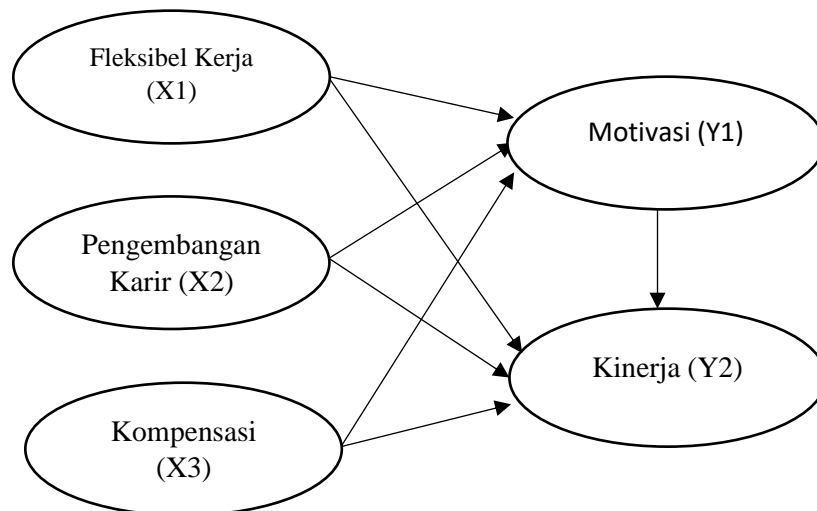 Fleksibel Kerja
(X1)
Motivasi (Y1)
Pengembangan
Karir (X2)
Kinerja (Y2)
Kompensasi
(X3)